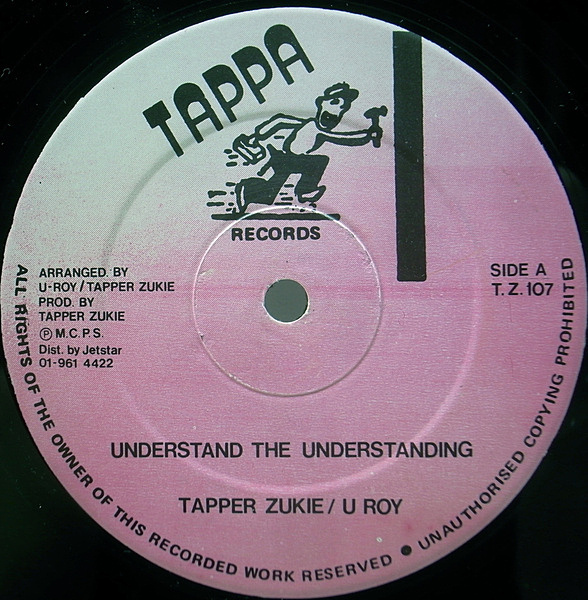 TAPPA
RECORDS
ARRANGED BY
U-ROY / TAPPER ZUKIE
PROD. BY
TAPPER ZUKIE
Ⓟ M.C.P.S.
Dist. by Jetstar
01-961 4422
SIDE A
T.Z.107
UNDERSTAND THE UNDERSTANDING
TAPPER ZUKIE / U ROY
ALL RIGHTS OF THE OWNER OF THIS RECORDED WORK RESERVED ● UNAUTHORISED COPYING PROHIBITED